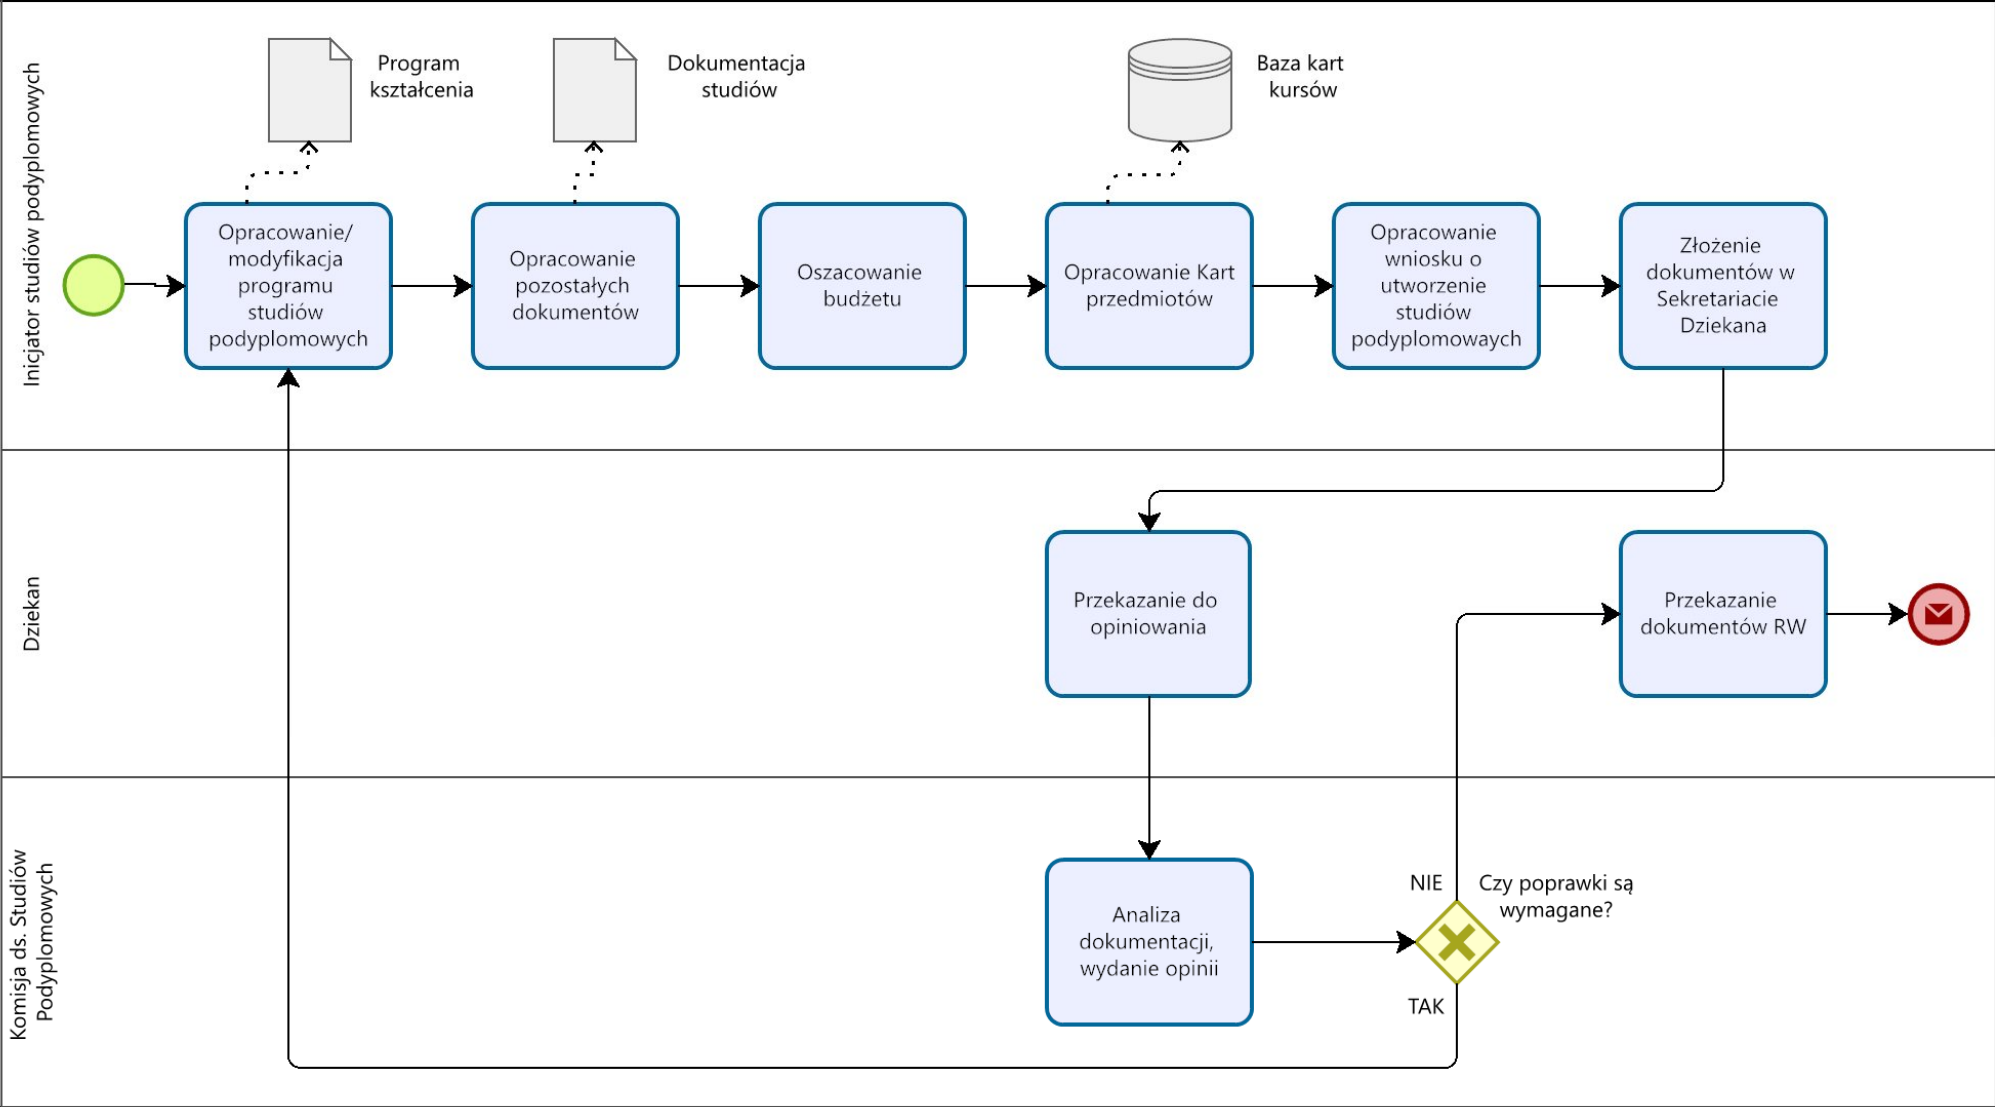 Inicjator studiów podyplomowych
Program
kształcenia
Dokumentacja
studiów
Baza kart
kursów
Opracowanie/
modyfikacja
programu
studiów
podyplomowych
Opracowanie
pozostałych
dokumentów
Oszacowanie
budżetu
Opracowanie Kart
przedmiotów
Opracowanie
wniosku o
utworzenie
studiów
podyplomowaych
Złożenie
dokumentów w
Sekretariacie
Dziekana
Dziekan
Przekazanie do
opiniowania
Przekazanie
dokumentów RW
Komisja ds. Studiów
Podyplomowych
Analiza
dokumentacji,
wydanie opinii
NIE
Czy poprawki są
wymagane?
TAK